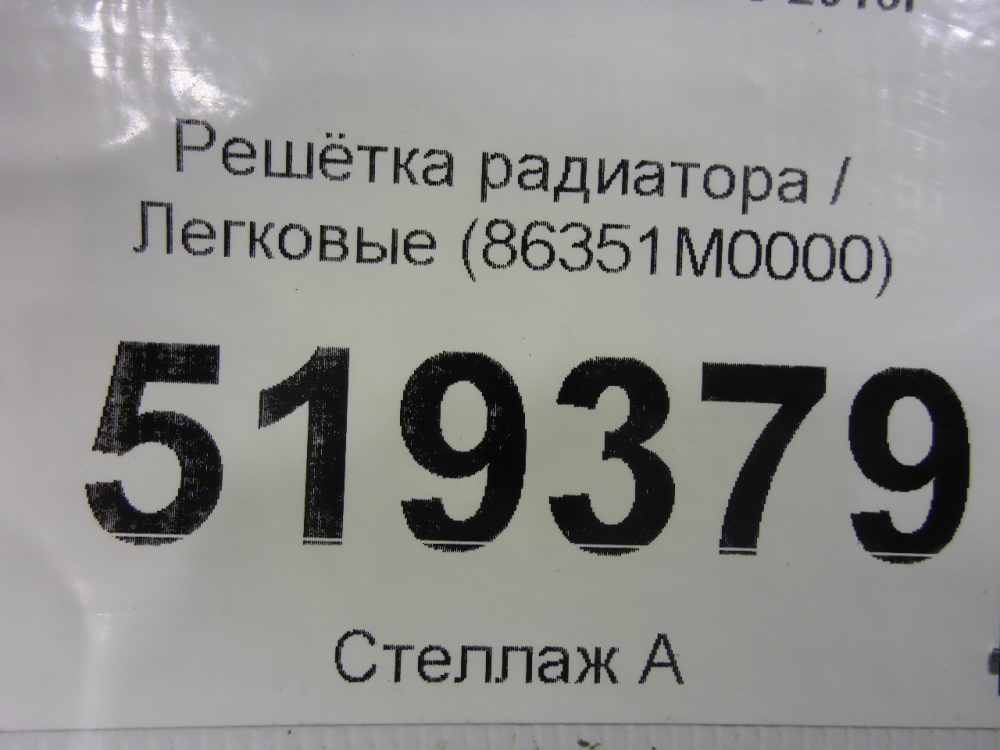 Решётка радиатора /
Легковые (86351M0000)
519379
Стеллаж А